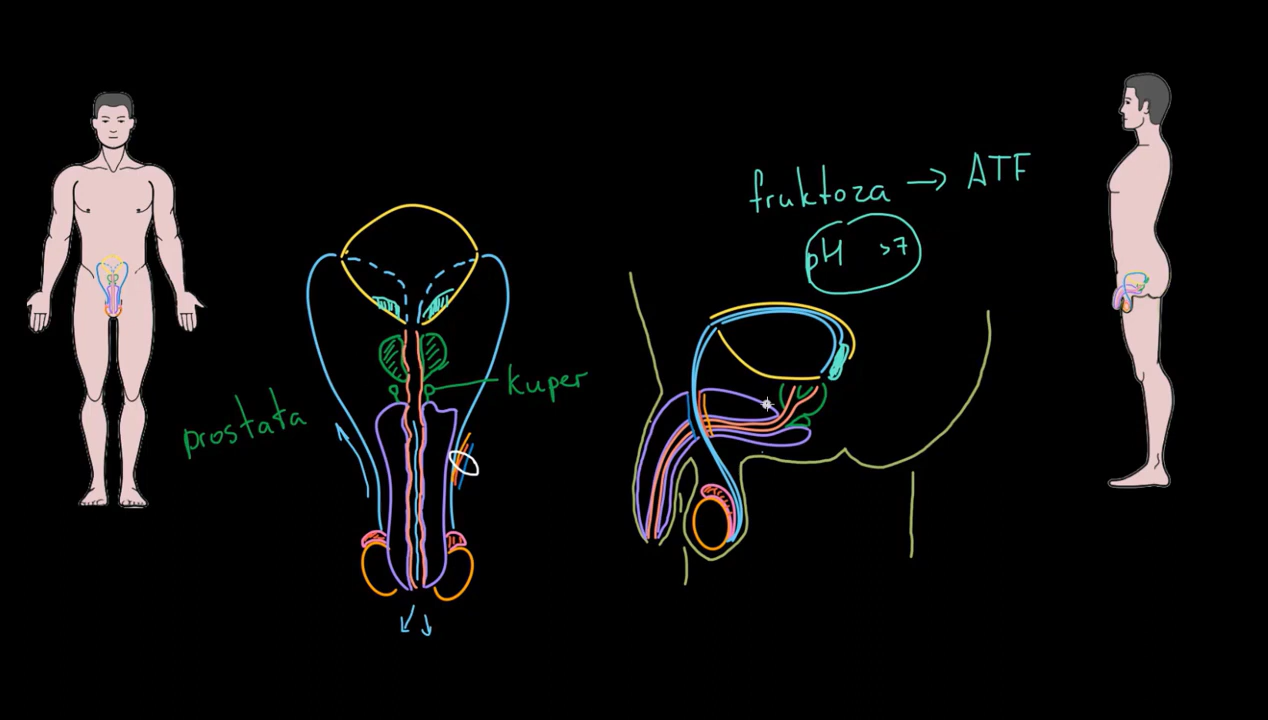 fruktoza → ATF
pH >7
kuper
prostata